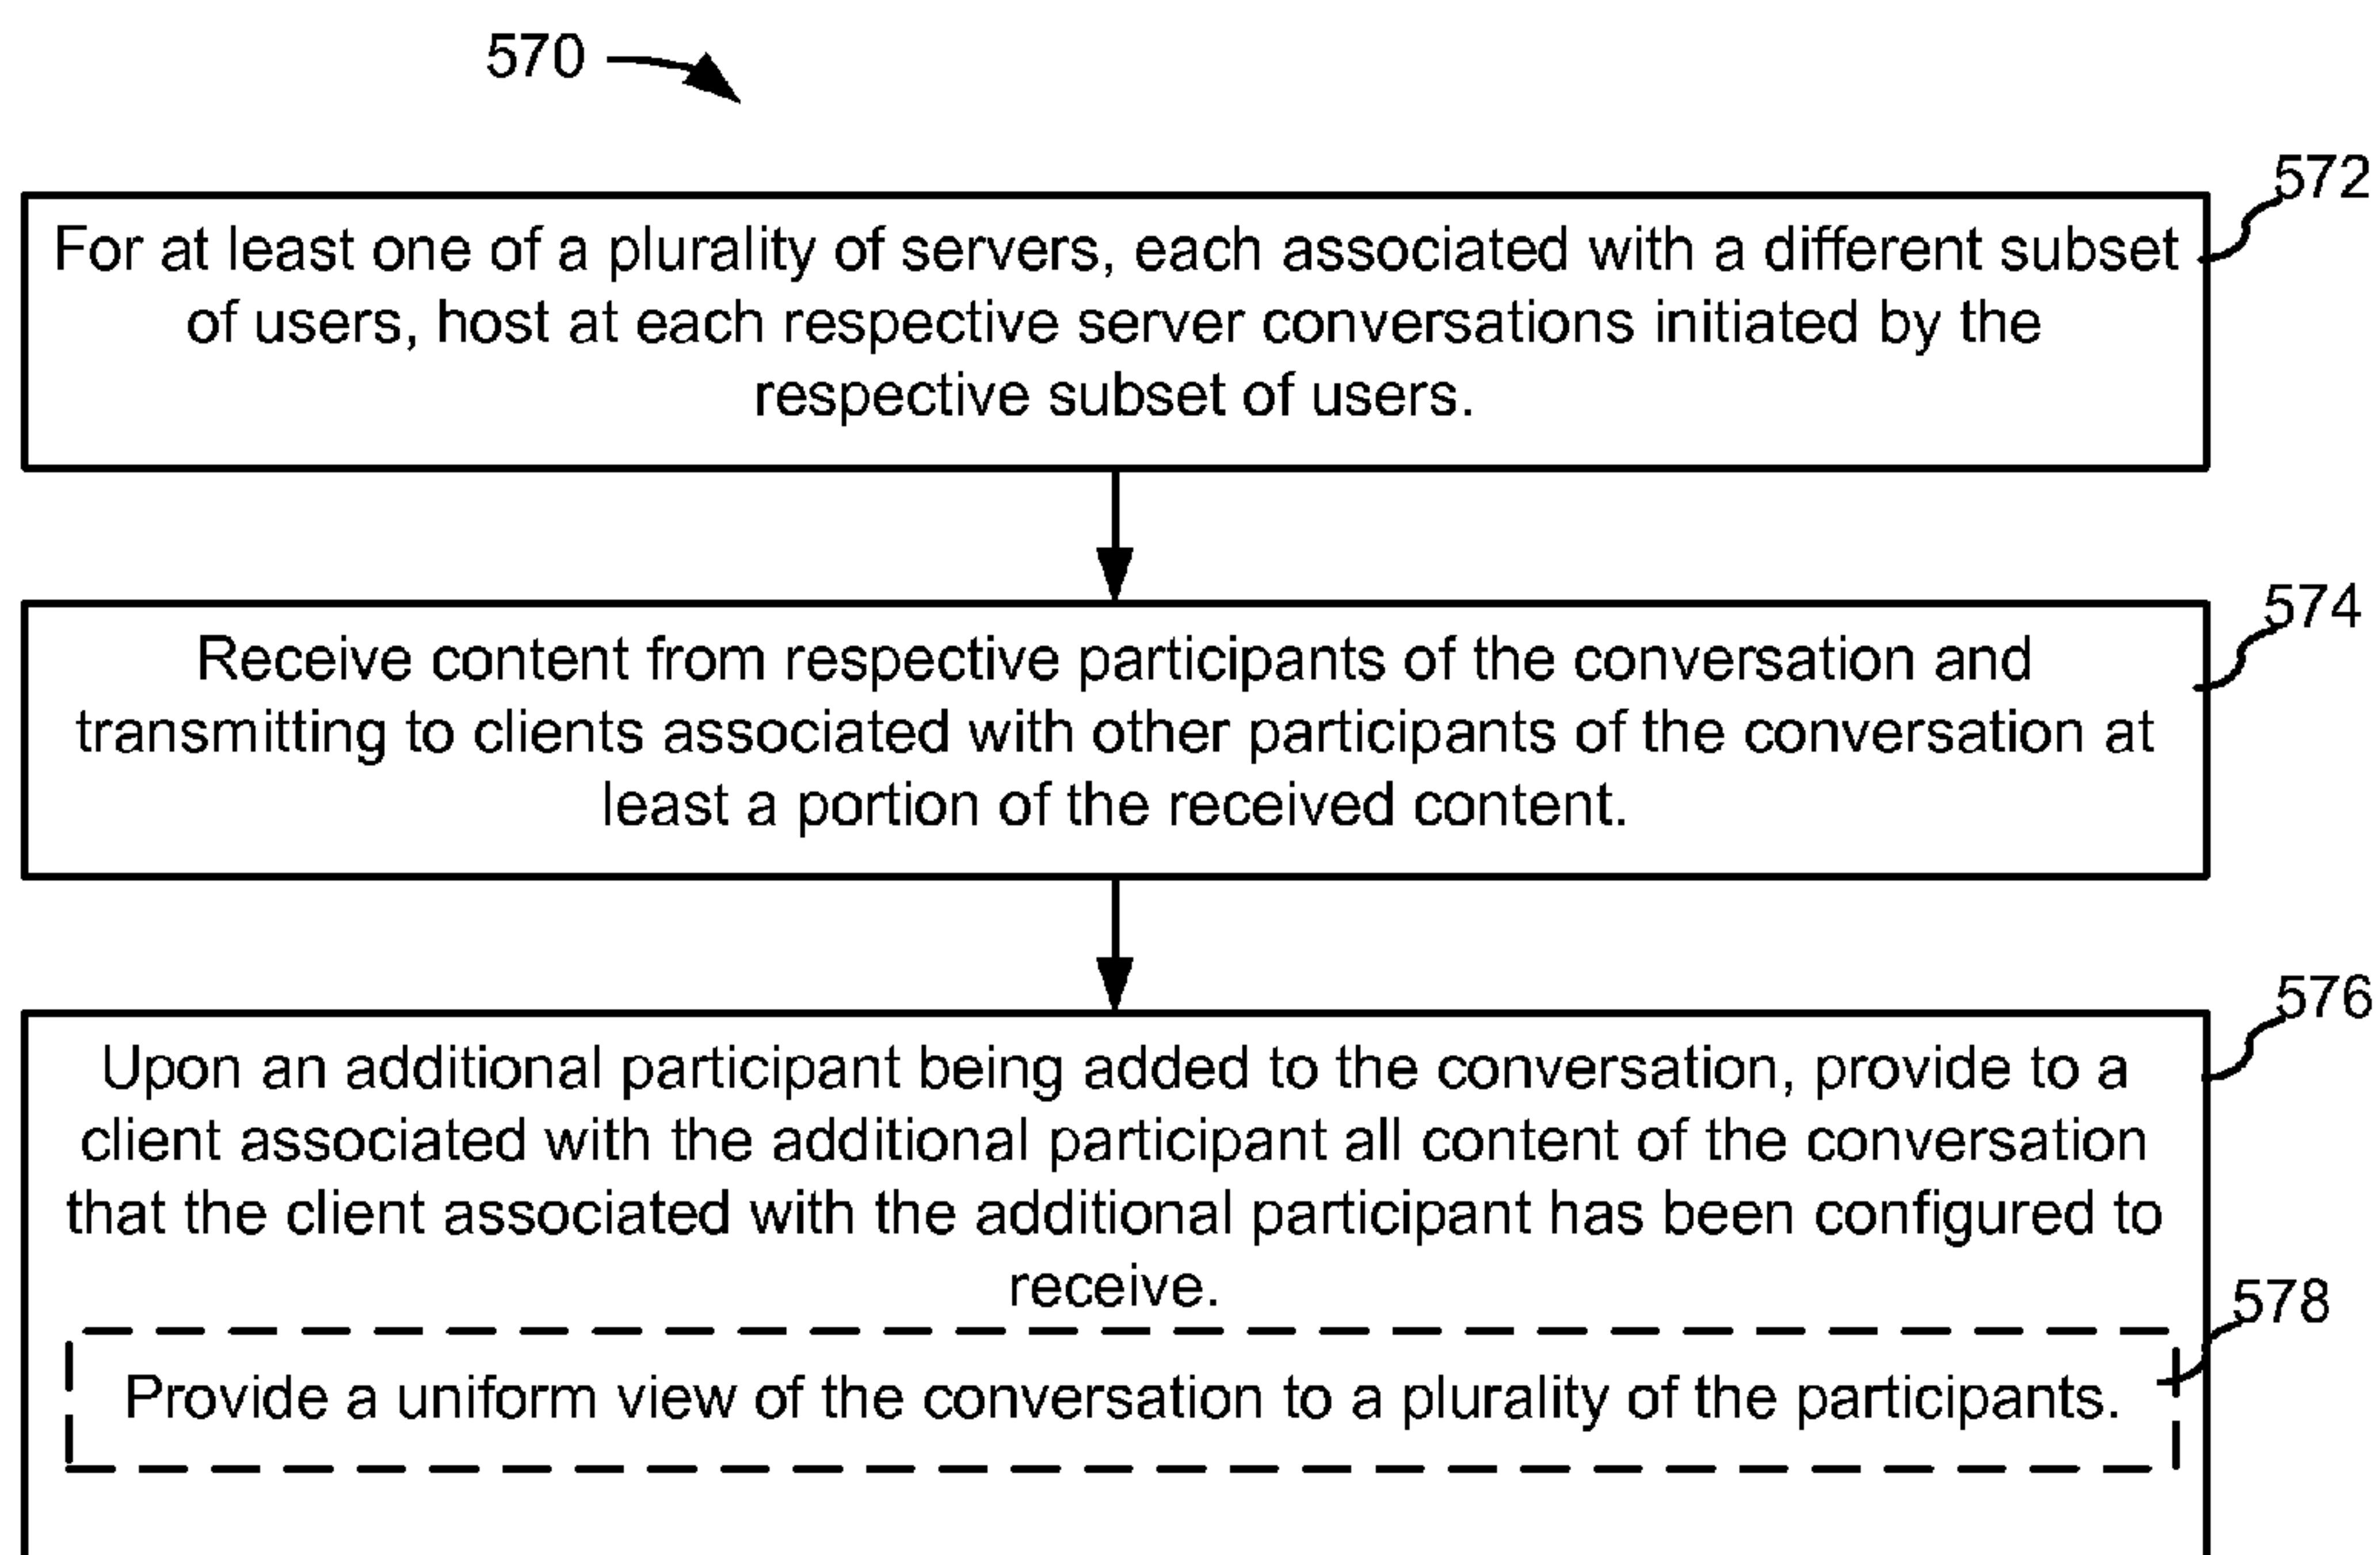 570
572
For at least one of a plurality of servers, each associated with a different subset
of users, host at each respective server conversations initiated by the
respective subset of users.
574
Receive content from respective participants of the conversation and
transmitting to clients associated with other participants of the conversation at
least a portion of the received content.
576
Upon an additional participant being added to the conversation, provide to a
client associated with the additional participant all content of the conversation
that the client associated with the additional participant has been configured to
receive.
578
Provide a uniform view of the conversation to a plurality of the participants.